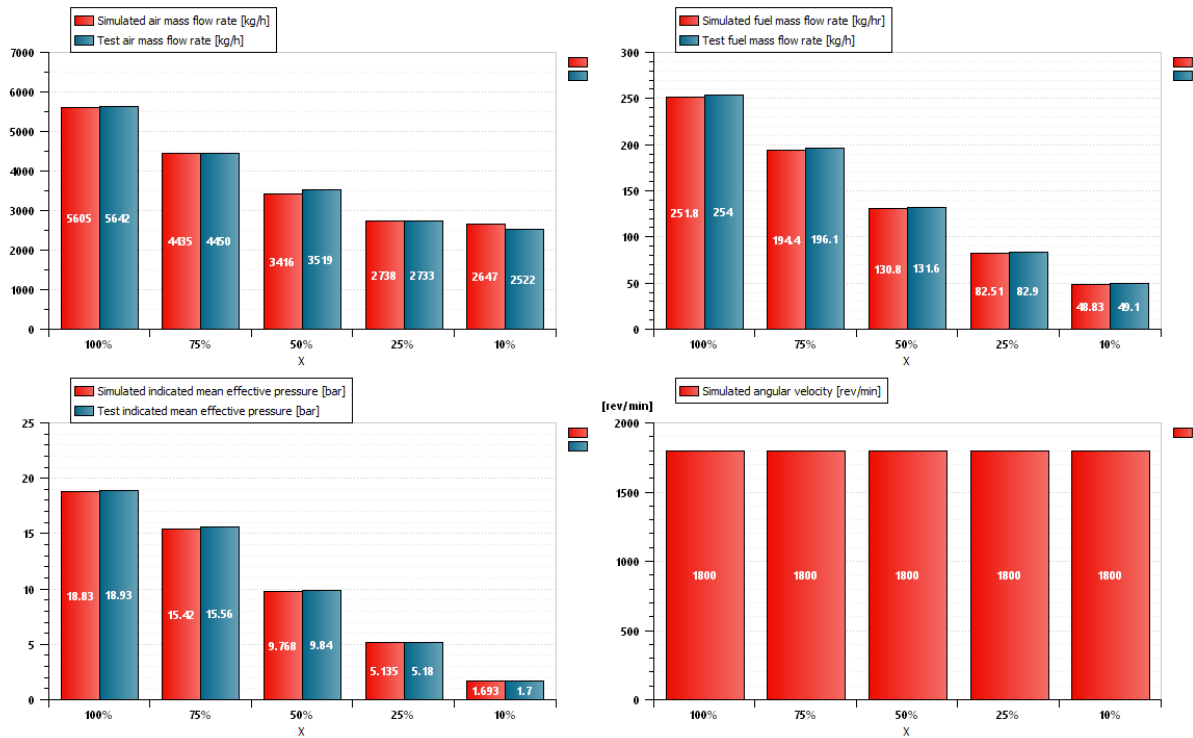 Simulated air mass flow rate [kg/h]
Test air mass flow rate [kg/h]
7000
6000
5000
4000
3000
2000
1000
0
5605 5642 4435 4450 3416 3519 2738 2733 2647 2522
100% 75% 50% 25% 10%
X
Simulated fuel mass flow rate [kg/hr]
Test fuel mass flow rate [kg/h]
300
250
200
150
100
50
0
251.8 254 194.4 196.1 130.8 131.6 82.51 82.9 48.83 49.1
100% 75% 50% 25% 10%
X
Simulated indicated mean effective pressure [bar]
Test indicated mean effective pressure [bar]
25
20
15
10
5
0
18.83 18.93 15.42 15.56 9.768 9.84 5.135 5.18 1.693 1.7
100% 75% 50% 25% 10%
X
Simulated angular velocity [rev/min]
[rev/min]
2000
1500
1000
500
0
1800 1800 1800 1800 1800
100% 75% 50% 25% 10%
X